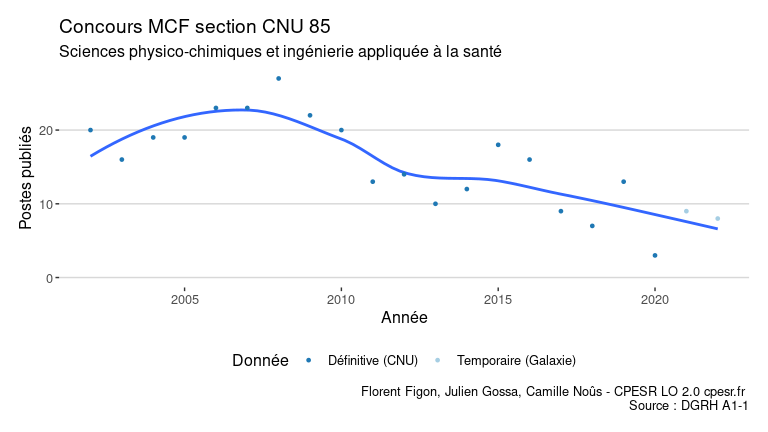 Concours MCF section CNU 85
Sciences physico-chimiques et ingénierie appliquée à la santé
Postes publiés
20
10
0
2005 2010 2015 2020
Année
Donnée Définitive (CNU) Temporaire (Galaxie)
Florent Figon, Julien Gossa, Camille Noûs - CPESR LO 2.0 cpesr.fr
Source : DGRH A1-1